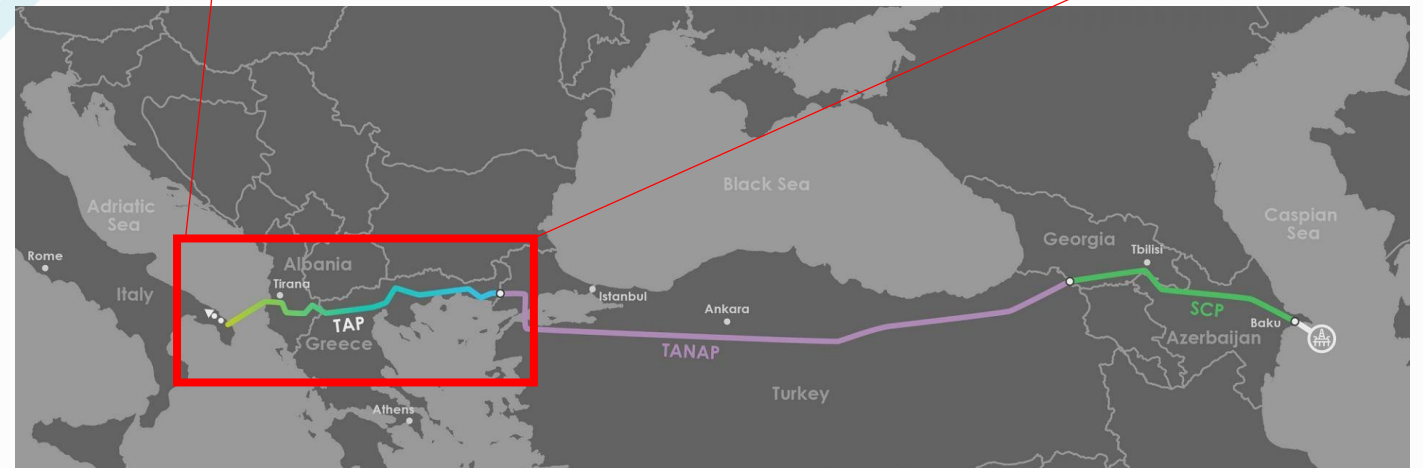 Black Sea
Adriatic
Sea
Caspian
Sea
Georgia
Tbilisi
Rome
Albania
Tirana
Italy
Istanbul
Ankara
TAP
Greece
SCP
Baku
Azerbaijan
TANAP
Turkey
Athens